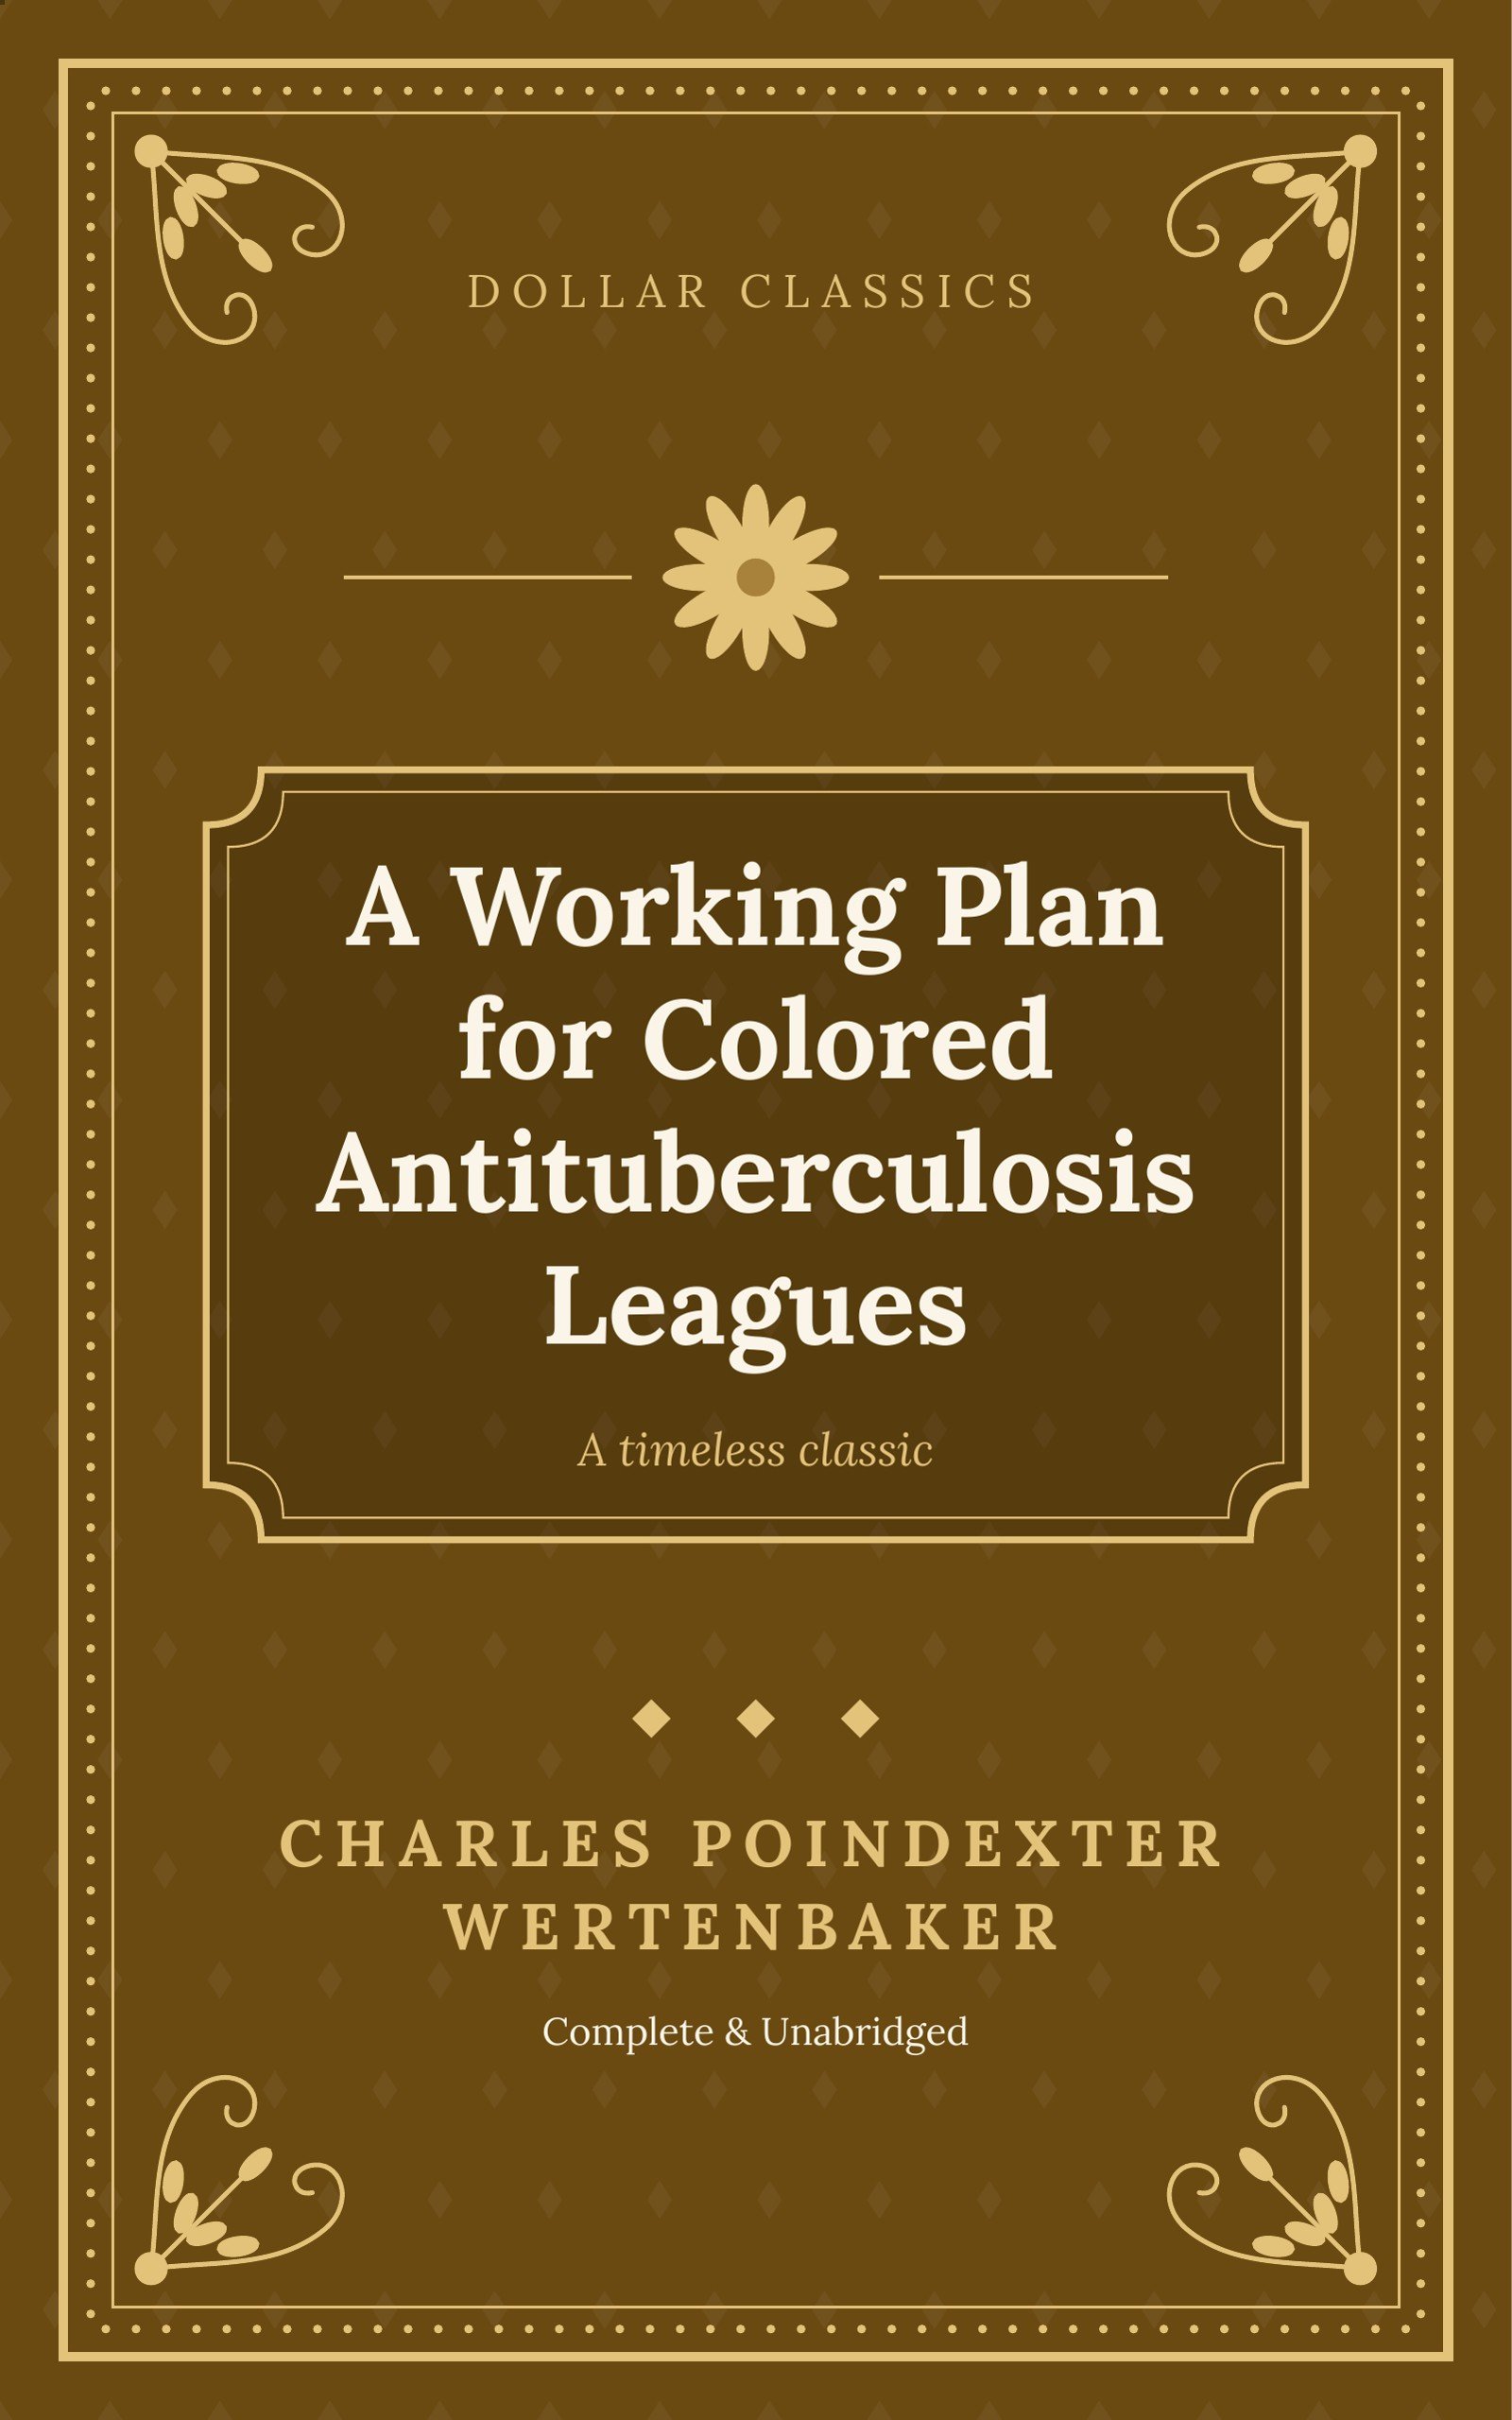 DOLLAR CLASSICS
A Working Plan
for Colored
Antituberculosis
Leagues
A timeless classic
CHARLES POINDEXTER
WERTENBAKER
Complete & Unabridged